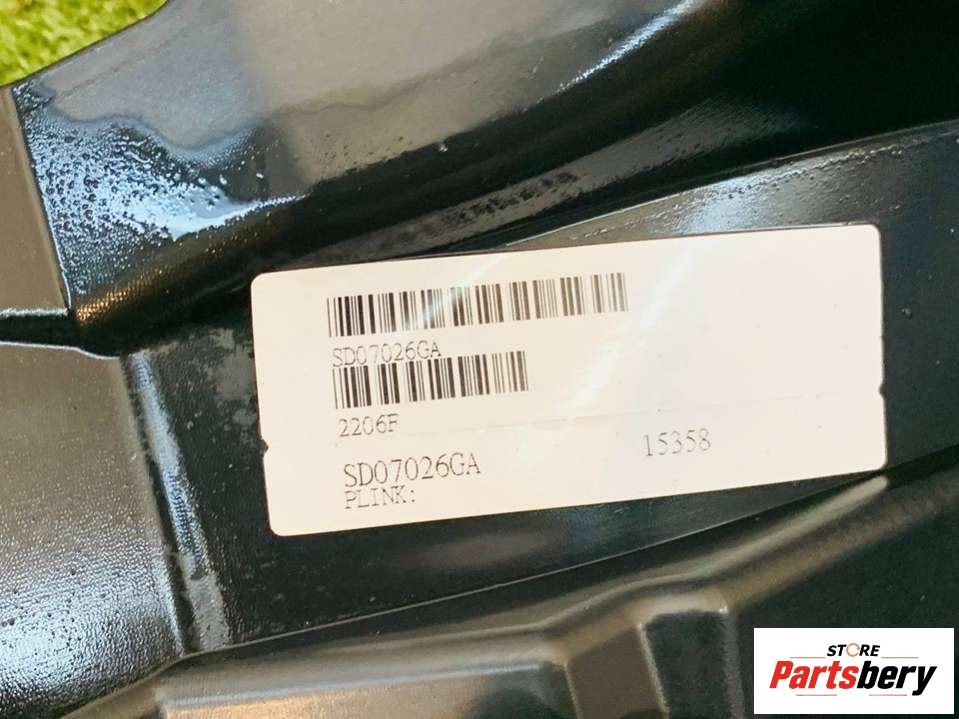 SD07026GA
2206F
SD07026GA 15358
PLINK:
STORE
Partsbery